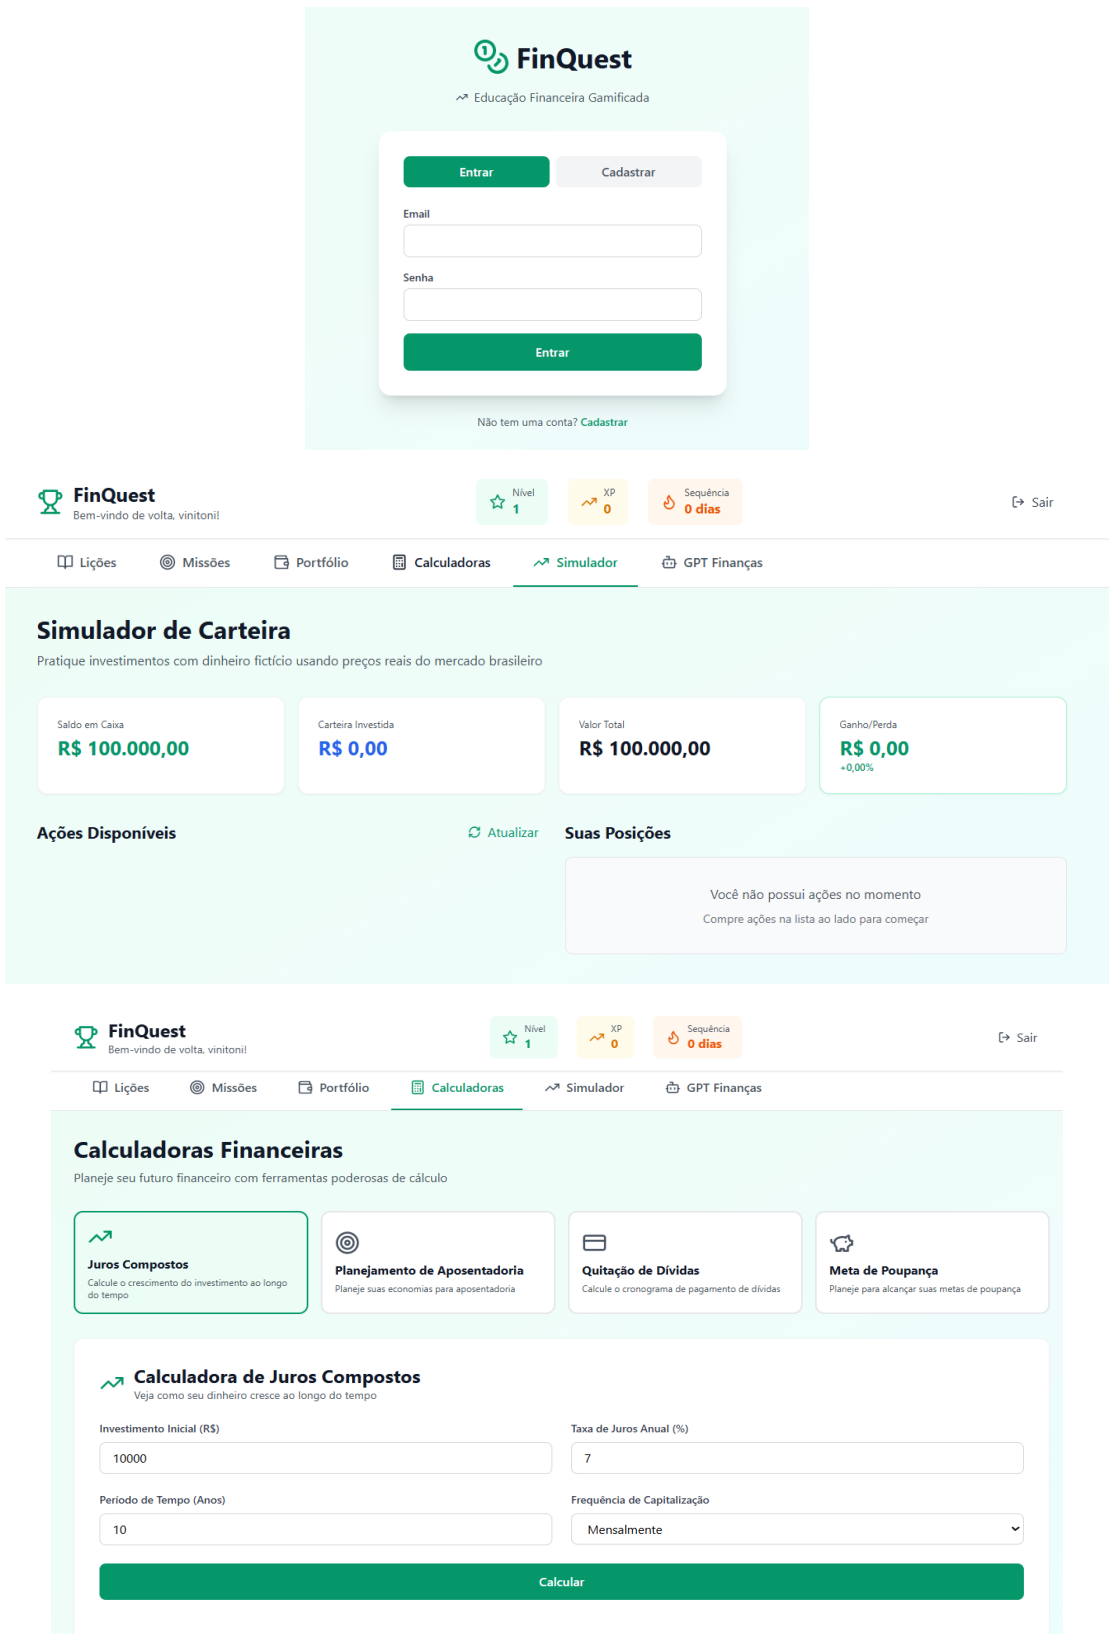 FinQuest
Educação Financeira Gamificada
Entrar Cadastrar
Email
Senha
Entrar
Não tem uma conta? Cadastrar
FinQuest
Bem-vindo de volta, vinitoni!
Nível
1
XP
0
Sequência
0 dias
Sair
Lições Missões Portfólio Calculadoras Simulador GPT Finanças
Simulador de Carteira
Pratique investimentos com dinheiro fictício usando preços reais do mercado brasileiro
Saldo em Caixa
R$ 100.000,00
Carteira Investida
R$ 0,00
Valor Total
R$ 100.000,00
Ganho/Perda
R$ 0,00
+0,00%
Ações Disponíveis
Atualizar
Suas Posições
Você não possui ações no momento
Compre ações na lista ao lado para começar
FinQuest
Bem-vindo de volta, vinitoni!
Nível
1
XP
0
Sequência
0 dias
Sair
Lições Missões Portfólio Calculadoras Simulador GPT Finanças
Calculadoras Financeiras
Planeje seu futuro financeiro com ferramentas poderosas de cálculo
Juros Compostos
Calcule o crescimento do investimento ao longo
do tempo
Planejamento de Aposentadoria
Planeje suas economias para aposentadoria
Quitação de Dívidas
Calcule o cronograma de pagamento de dívidas
Meta de Poupança
Planeje para alcançar suas metas de poupança
Calculadora de Juros Compostos
Veja como seu dinheiro cresce ao longo do tempo
Investimento Inicial (R$)
10000
Taxa de Juros Anual (%)
7
Período de Tempo (Anos)
10
Frequência de Capitalização
Mensalmente
Calcular